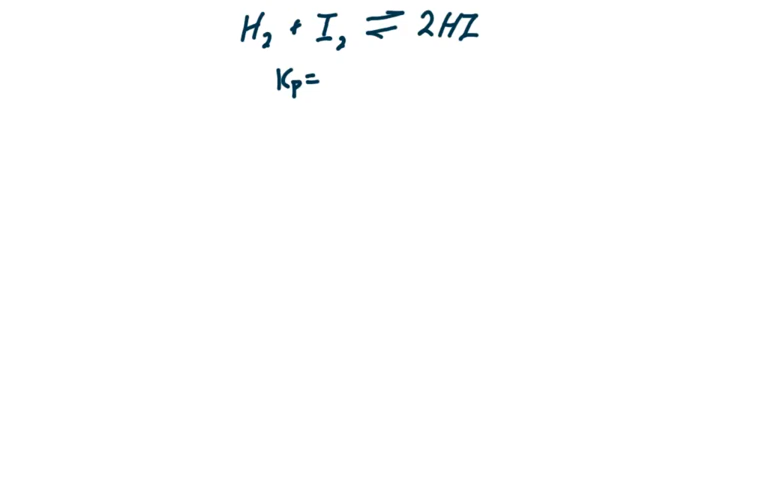 H₂ + I₂ ⇌ 2HI
Kp=